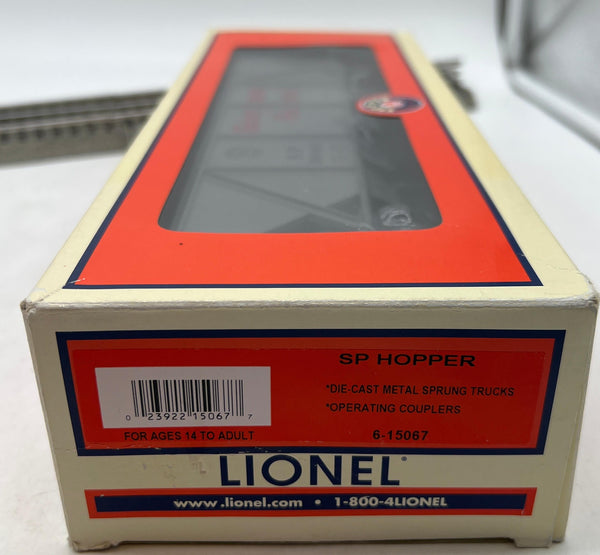 SP HOPPER
*DIE-CAST METAL SPRUNG TRUCKS
*OPERATING COUPLERS
0 23922 15067 7
FOR AGES 14 TO ADULT
6-15067
LIONEL®
www.lionel.com • 1-800-4LIONEL